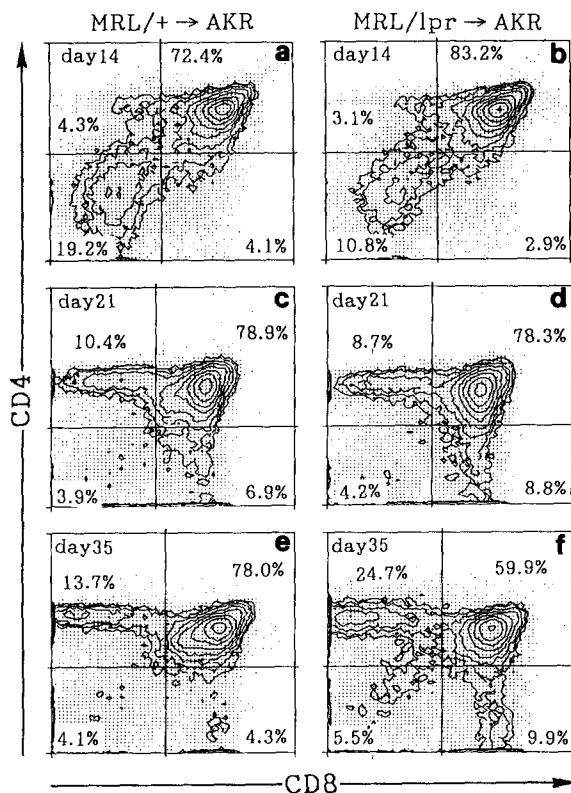 MRL/+ → AKR
MRL/lpr → AKR
day14
72.4%
a
4.3%
19.2%
4.1%
day14
83.2%
b
3.1%
10.8%
2.9%
day21
c
10.4%
78.9%
3.9%
6.9%
day21
d
8.7%
78.3%
4.2%
8.8%
day35
e
13.7%
78.0%
4.1%
4.3%
day35
f
24.7%
59.9%
5.5%
9.9%
CD4
CD8